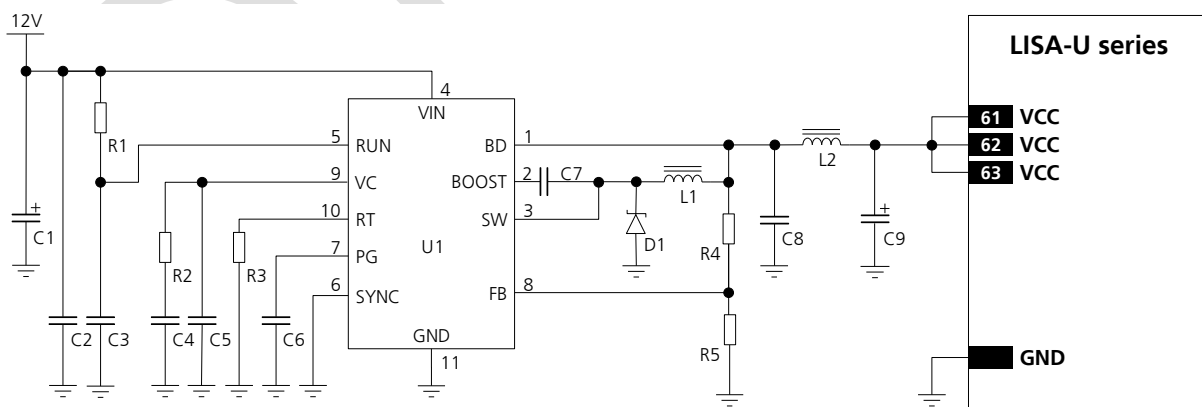 12V
LISA-U series
4
VIN
61 VCC
R1
5 RUN
BD 1
62 VCC
L2
9 VC
BOOST 2
C7
63 VCC
L1
10 RT
SW 3
+
C1
U1
D1
C8
+
C9
R2
R3
7 PG
R4
6 SYNC
FB 8
C2
C3
C4
C5
C6
GND
R5
11
GND